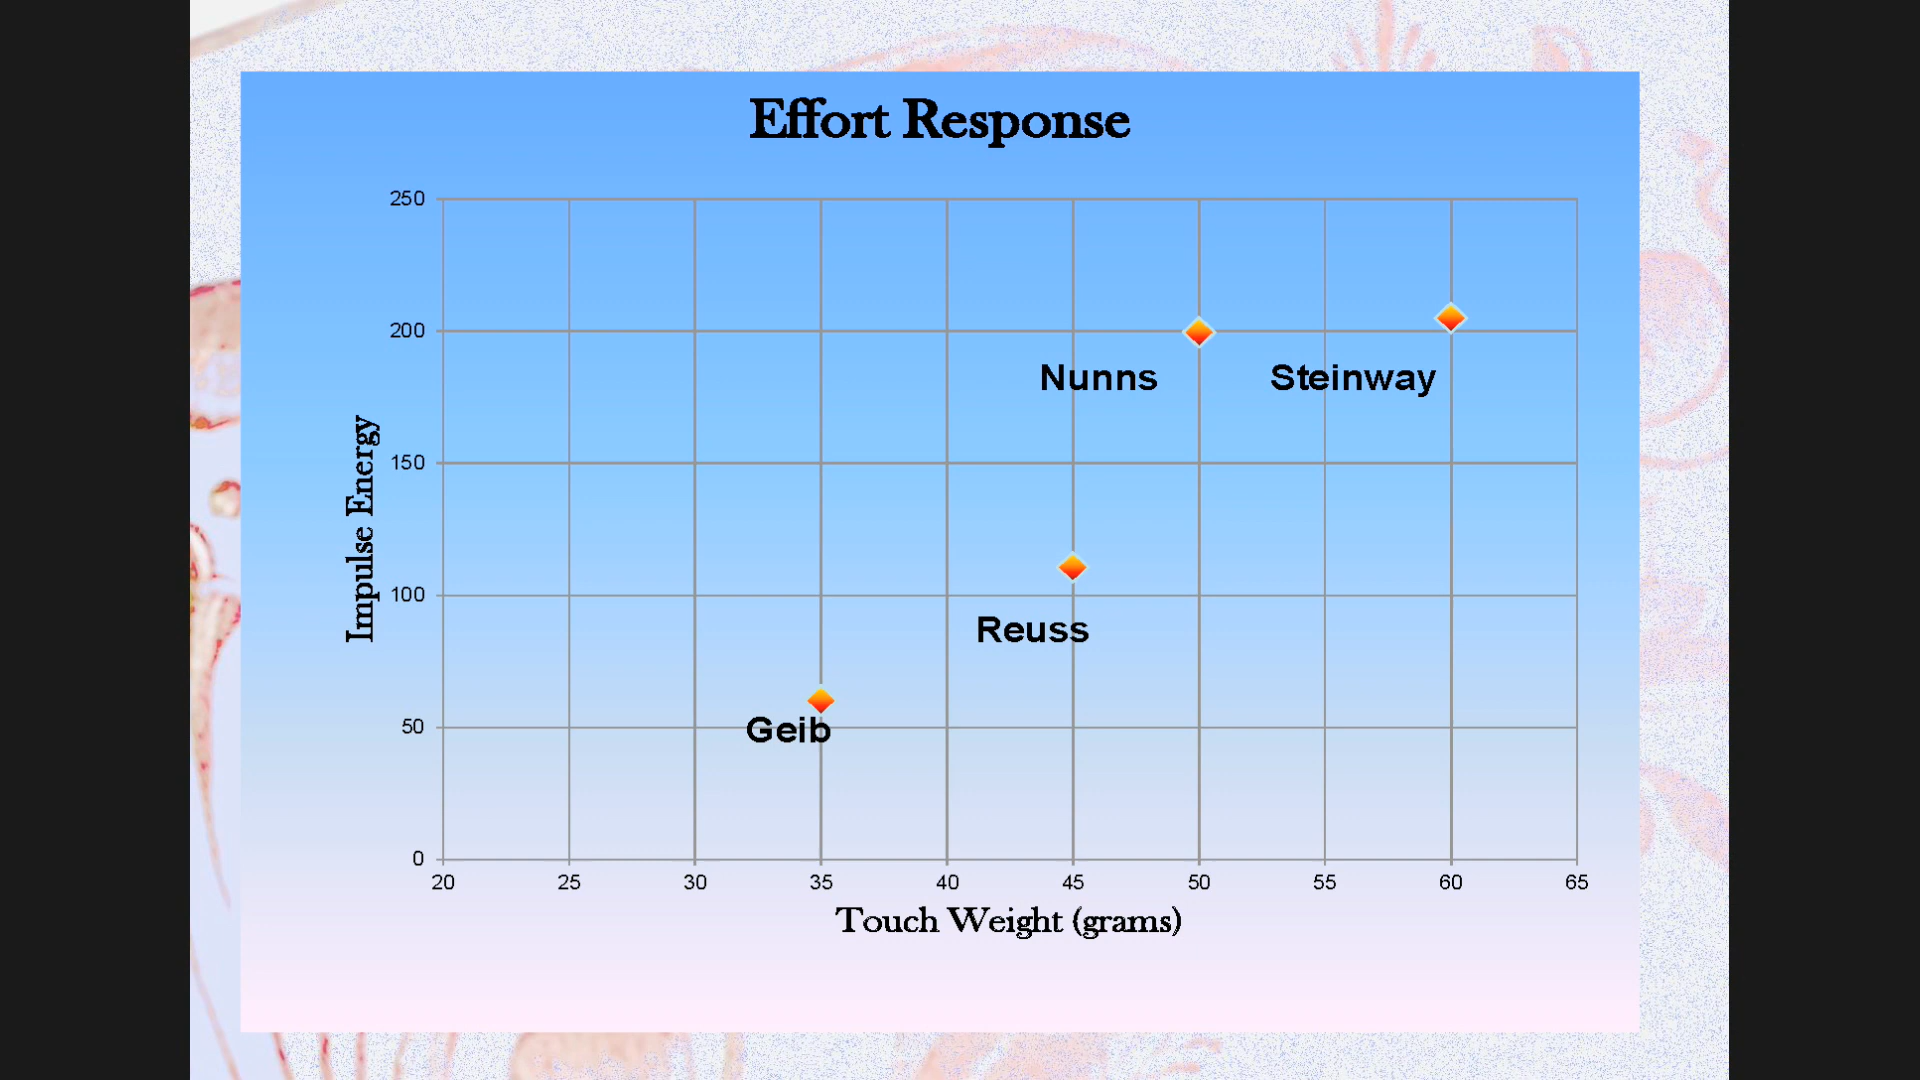 Effort Response
250
200
150
100
50
0
Impulse Energy
Nunns
Steinway
Reuss
Geib
20 25 30 35 40 45 50 55 60 65
Touch Weight (grams)